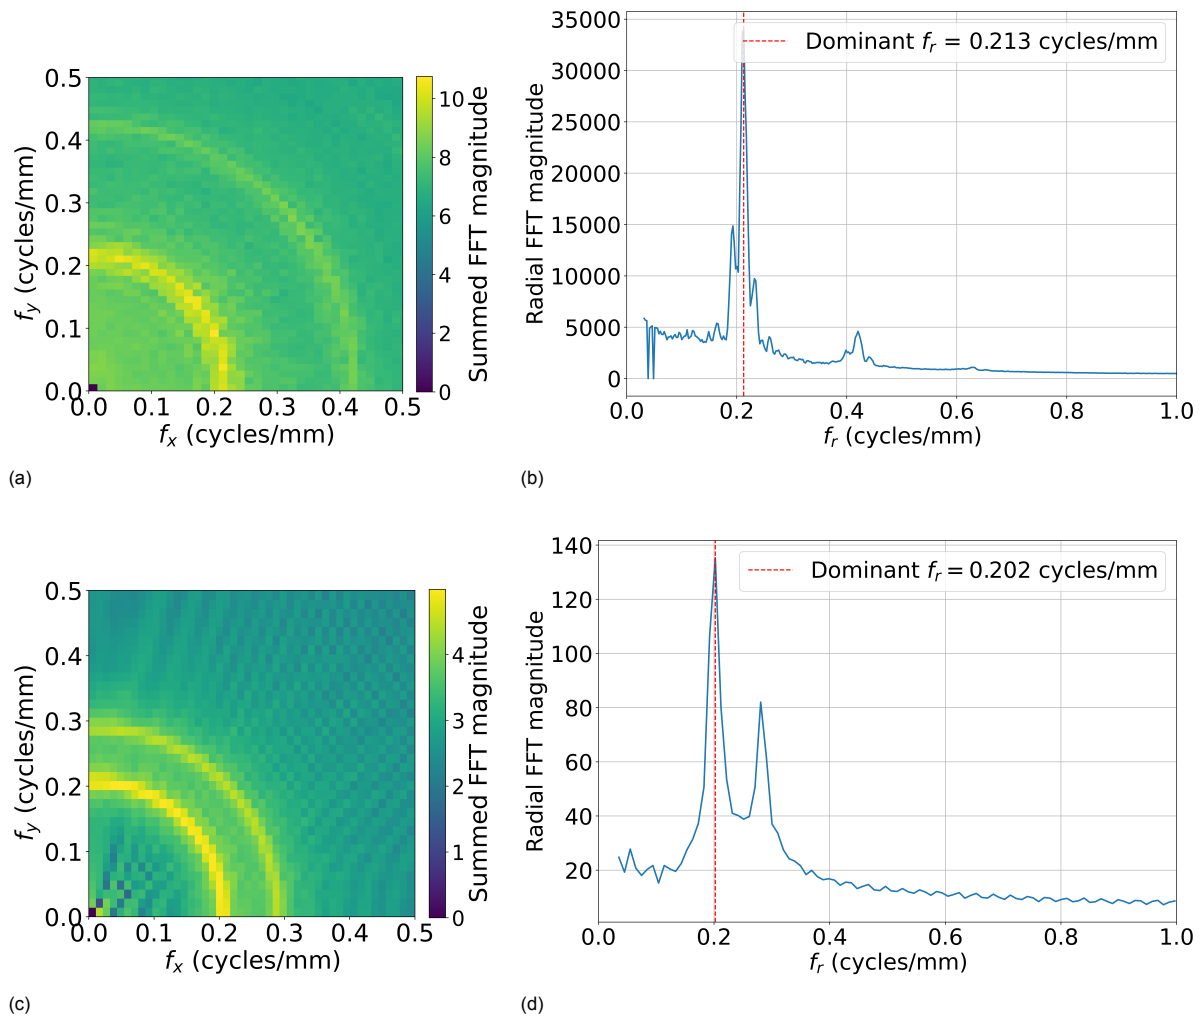 (a)
0.5
0.4
0.3
0.2
0.1
0.0
0.0 0.1 0.2 0.3 0.4 0.5
f_y (cycles/mm)
f_x (cycles/mm)
10
8
6
4
2
0
Summed FFT magnitude
(a)
(b)
35000
30000
25000
20000
15000
10000
5000
0
0.0 0.2 0.4 0.6 0.8 1.0
Radial FFT magnitude
f_r (cycles/mm)
Dominant f_r = 0.213 cycles/mm
(b)
0.5
0.4
0.3
0.2
0.1
0.0
0.0 0.1 0.2 0.3 0.4 0.5
f_y (cycles/mm)
f_x (cycles/mm)
4
3
2
1
0
Summed FFT magnitude
(c)
140
120
100
80
60
40
20
0.0 0.2 0.4 0.6 0.8 1.0
Radial FFT magnitude
f_r (cycles/mm)
Dominant f_r = 0.202 cycles/mm
(d)